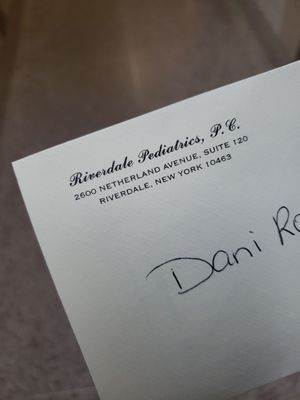 Riverdale Pediatrics, P.C.
2600 NETHERLAND AVENUE, SUITE 120
RIVERDALE, NEW YORK 10463
Dani